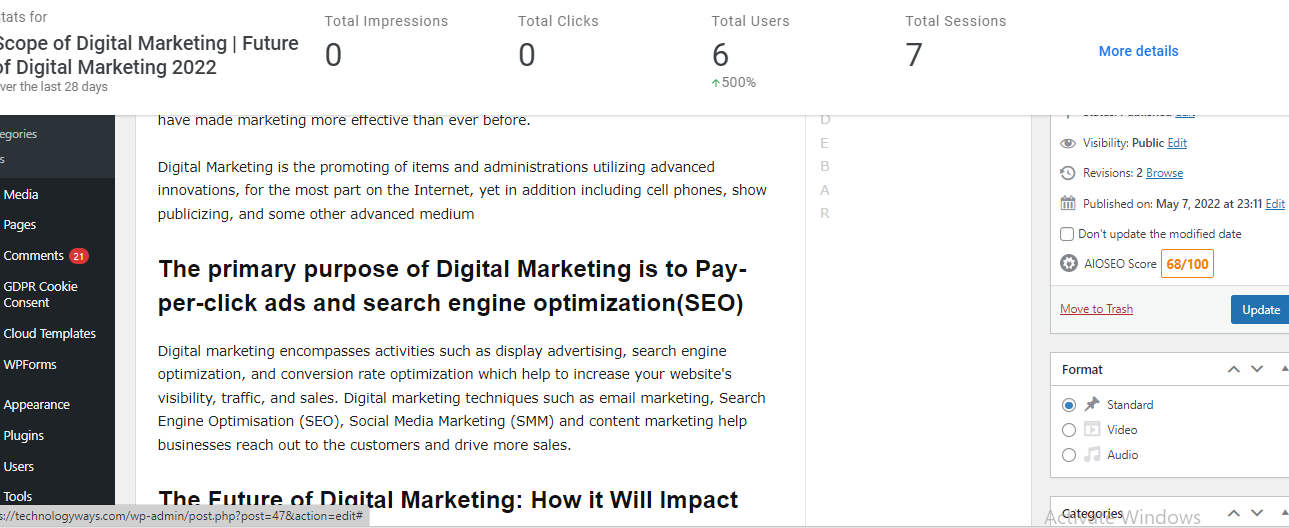 Stats for
Scope of Digital Marketing | Future
of Digital Marketing 2022
over the last 28 days
Total Impressions
0
Total Clicks
0
Total Users
6
500%
Total Sessions
7
More details
egories
s
Media
Pages
Comments 21
GDPR Cookie
Consent
Cloud Templates
WPForms
Appearance
Plugins
Users
Tools
have made marketing more effective than ever before.
Digital Marketing is the promoting of items and administrations utilizing advanced
innovations, for the most part on the Internet, yet in addition including cell phones, show
publicizing, and some other advanced medium
The primary purpose of Digital Marketing is to Pay-
per-click ads and search engine optimization(SEO)
Digital marketing encompasses activities such as display advertising, search engine
optimization, and conversion rate optimization which help to increase your website's
visibility, traffic, and sales. Digital marketing techniques such as email marketing, Search
Engine Optimisation (SEO), Social Media Marketing (SMM) and content marketing help
businesses reach out to the customers and drive more sales.
The Future of Digital Marketing: How it Will Impact
D
E
B
A
R
Status: Published Edit
Visibility: Public Edit
Revisions: 2 Browse
Published on: May 7, 2022 at 23:11 Edit
Don't update the modified date
AIOSEO Score 68/100
Move to Trash
Update
Format
Standard
Video
Audio
Categories
Activate Windows
s://technologyways.com/wp-admin/post.php?post=47&action=edit#